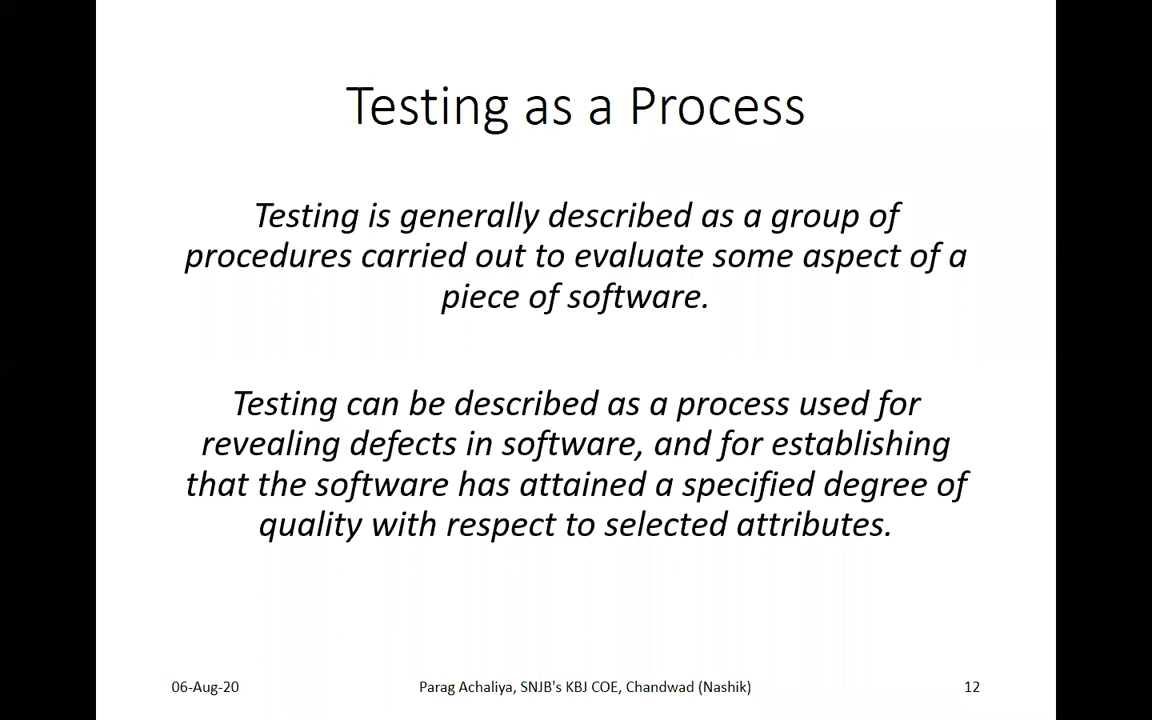 Testing as a Process
Testing is generally described as a group of
procedures carried out to evaluate some aspect of a
piece of software.
Testing can be described as a process used for
revealing defects in software, and for establishing
that the software has attained a specified degree of
quality with respect to selected attributes.
06-Aug-20
Parag Achaliya, SNJB's KBJ COE, Chandwad (Nashik)
12